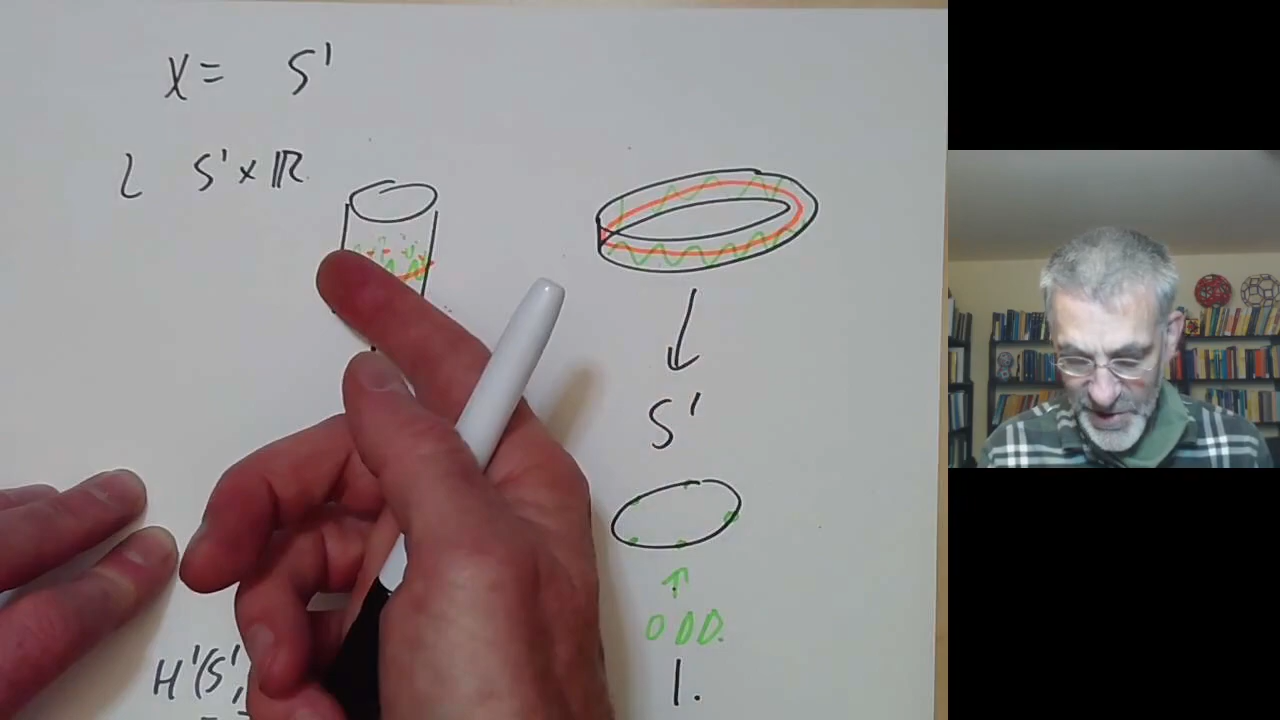 X = S¹
L S¹ × ℝ
S¹
ODD.
1.
H¹(S¹,